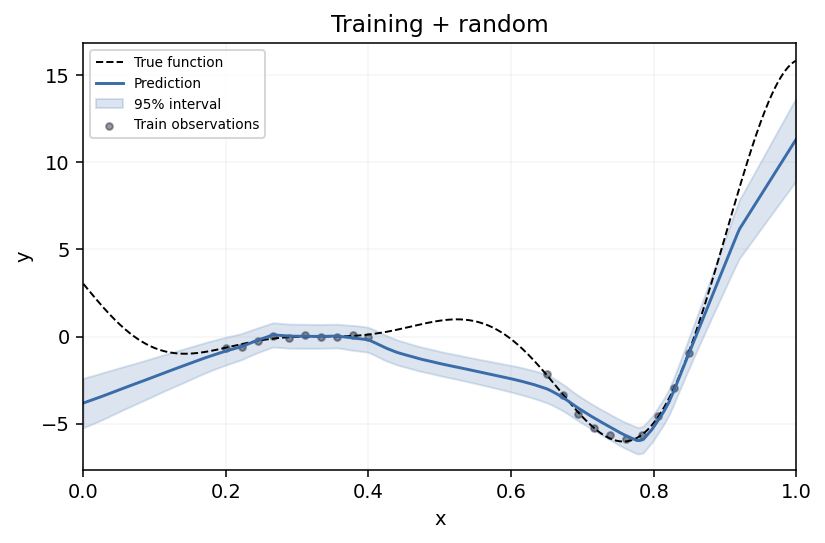 Training + random
True function
Prediction
95% interval
Train observations
y
15
10
5
0
−5
0.0 0.2 0.4 0.6 0.8 1.0
x